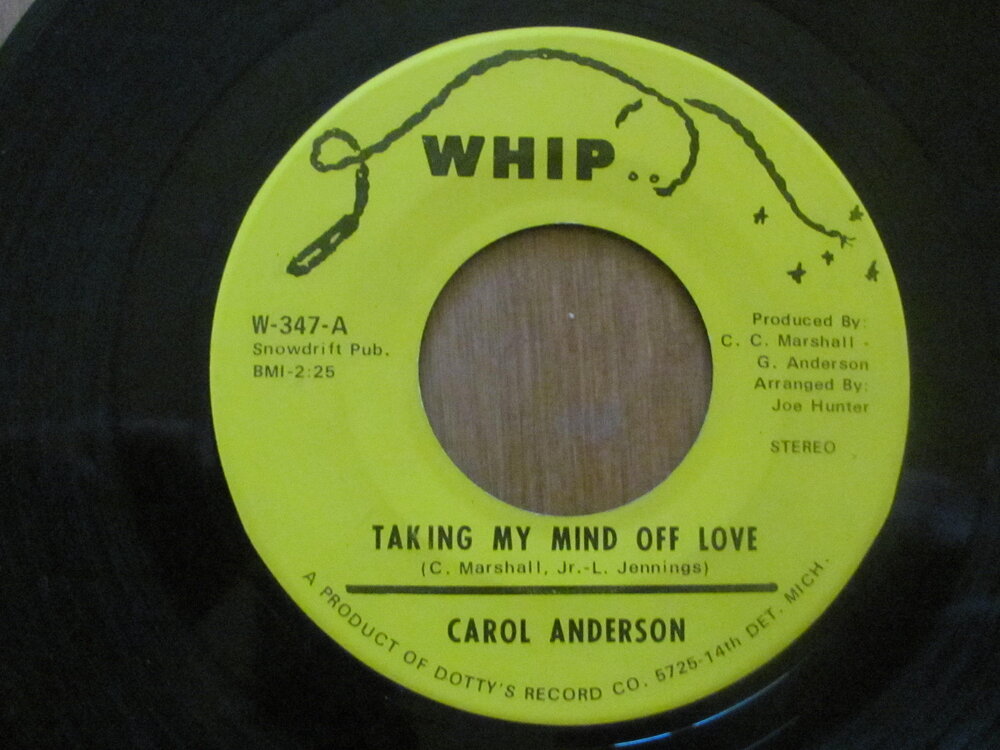 WHIP..
W-347-A
Snowdrift Pub.
BMI-2:25
Produced By:
C. C. Marshall -
G. Anderson
Arranged By:
Joe Hunter
STEREO
TAKING MY MIND OFF LOVE
(C. Marshall, Jr.-L. Jennings)
CAROL ANDERSON
A PRODUCT OF DOTTY'S RECORD CO. 5725-14th DET. MICH.